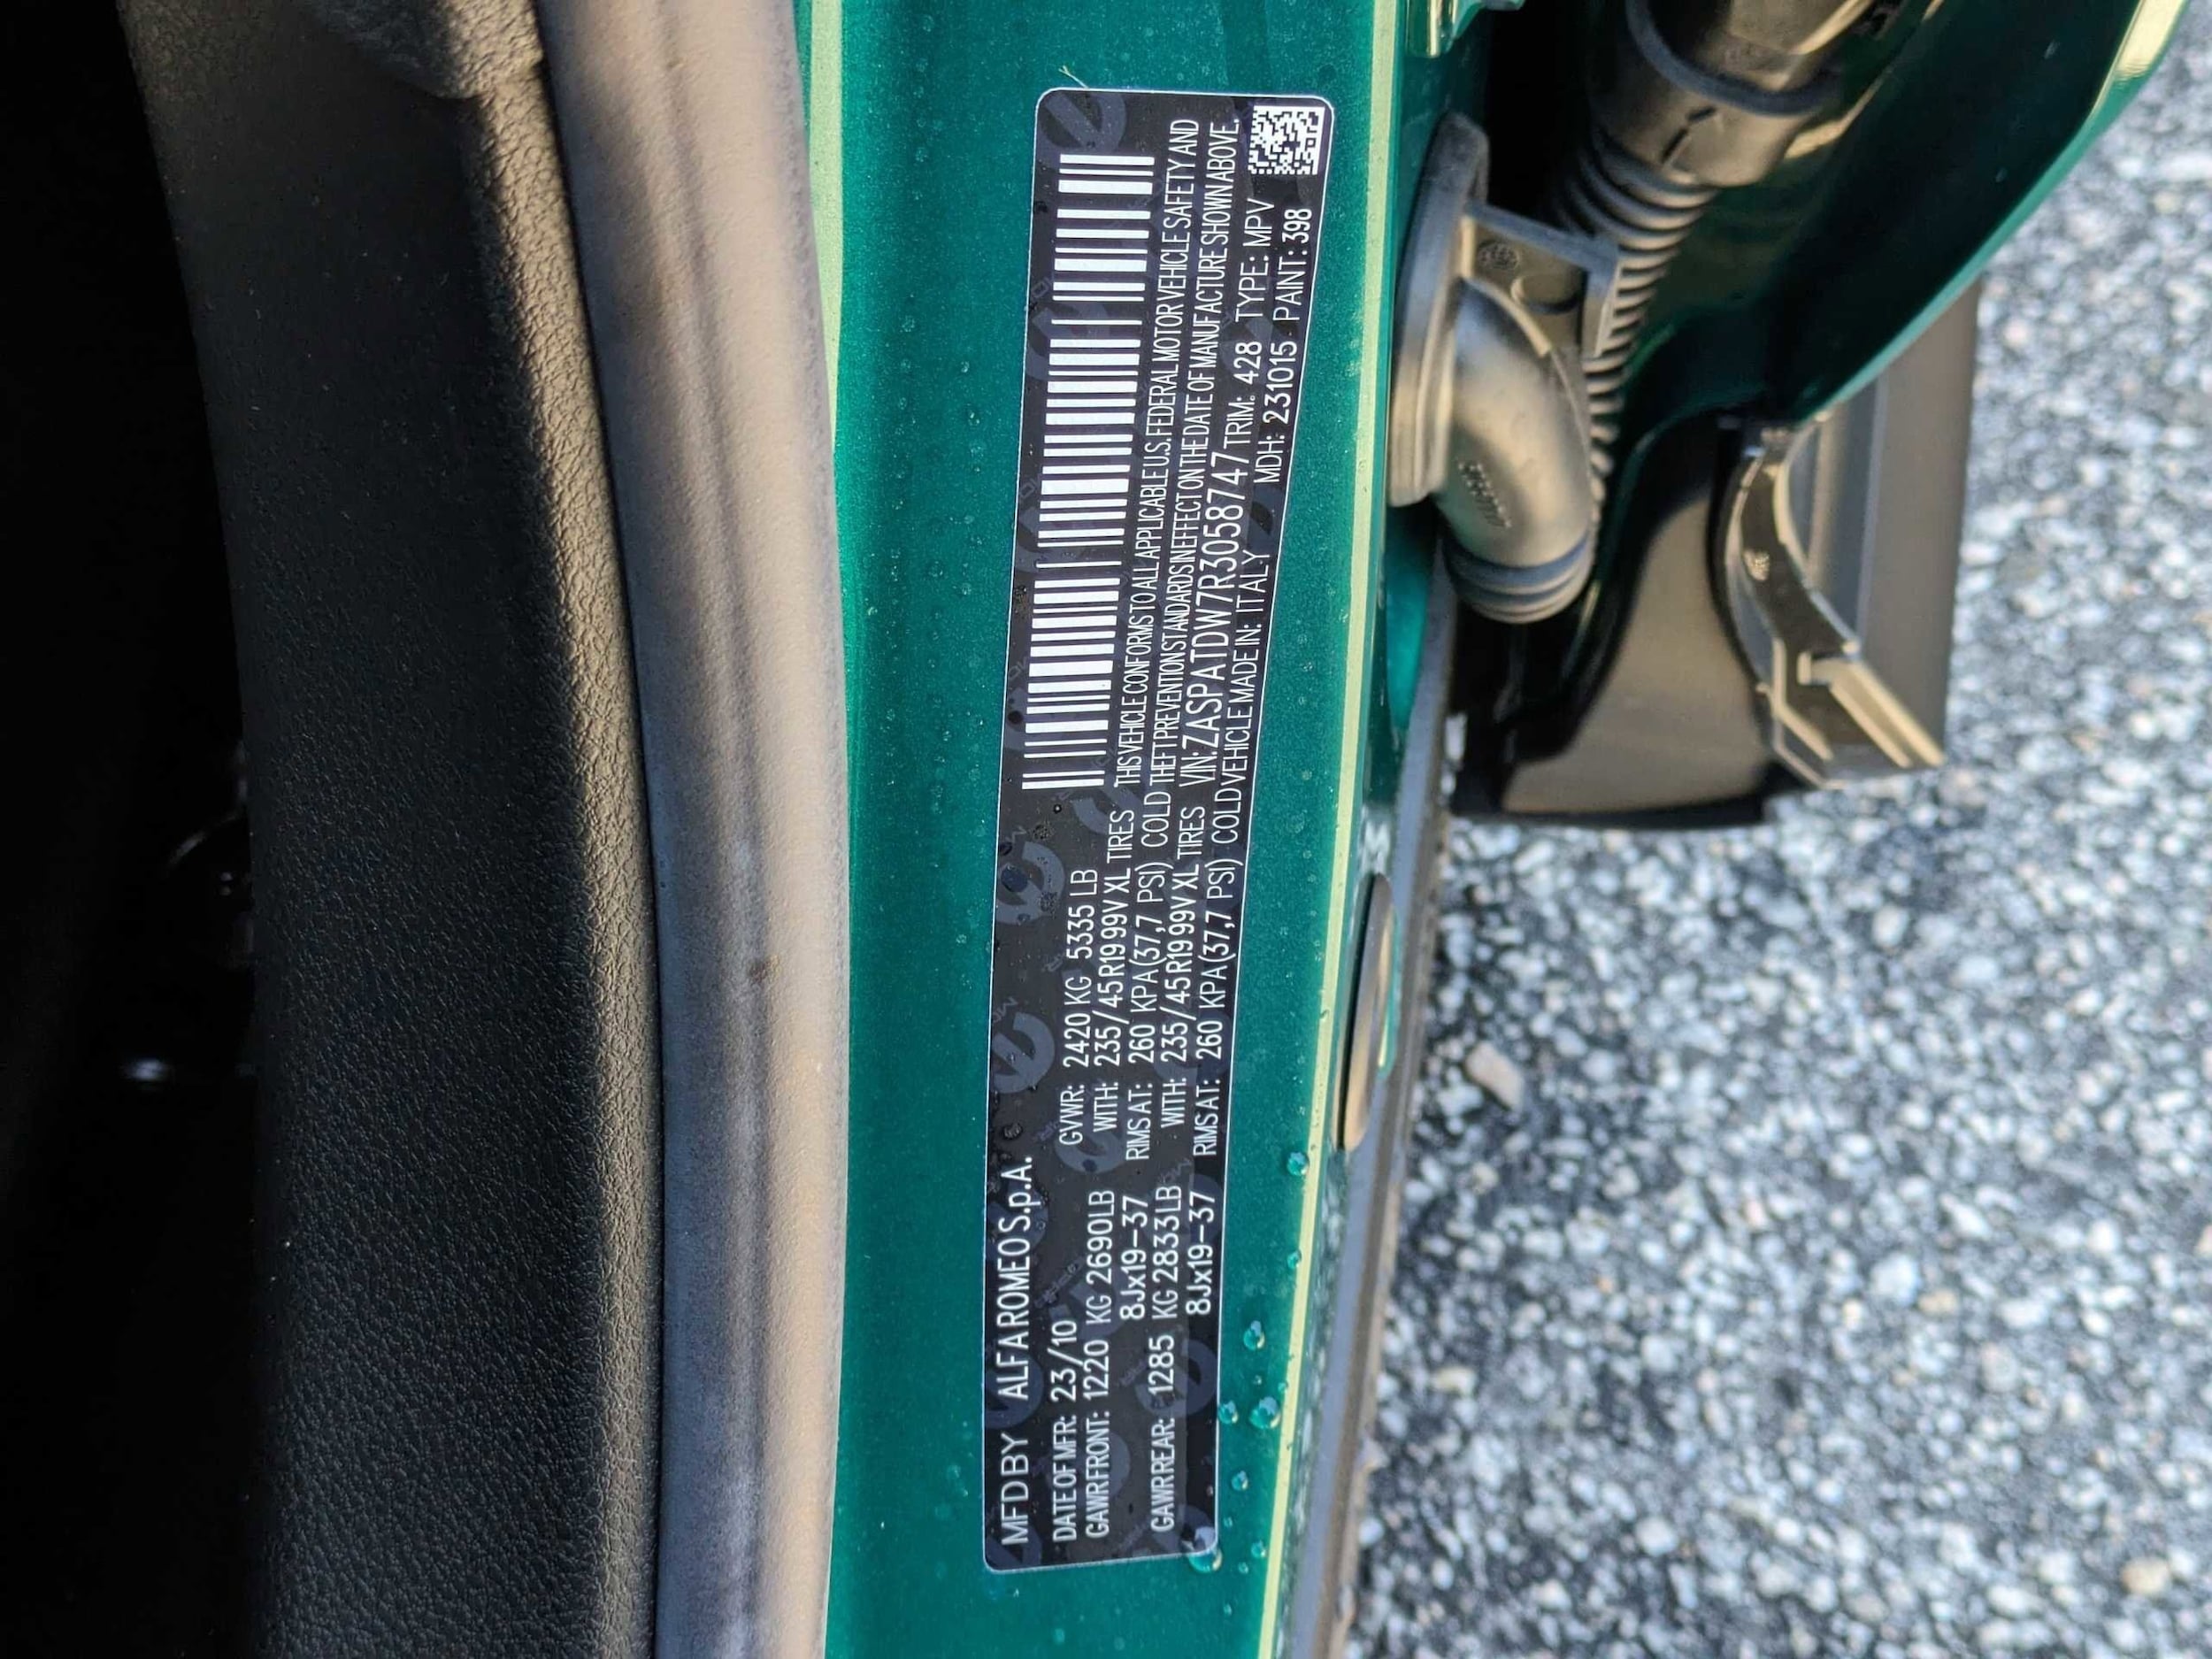 MFD BY ALFA ROMEO S.p.A.
DATE OF MFR: 23/10 GVWR: 2420 KG 5335 LB
GAWR FRONT: 1220 KG 2690LB WITH: 235/45R19 99V XL TIRES THIS VEHICLE CONFORMS TO ALL APPLICABLE U.S. FEDERAL MOTOR VEHICLE SAFETY AND
8Jx19-37 RIMS AT: 260 KPA(37,7 PSI) COLD THEFT PREVENTION STANDARDS IN EFFECT ON THE DATE OF MANUFACTURE SHOWN ABOVE.
GAWR REAR: 1285 KG 2833LB WITH: 235/45R19 99V XL TIRES VIN: ZASPATDW7R3058747 TRIM: 428 TYPE: MPV
8Jx19-37 RIMS AT: 260 KPA(37,7 PSI) COLD VEHICLE MADE IN: ITALY MDH: 231015 PAINT: 398